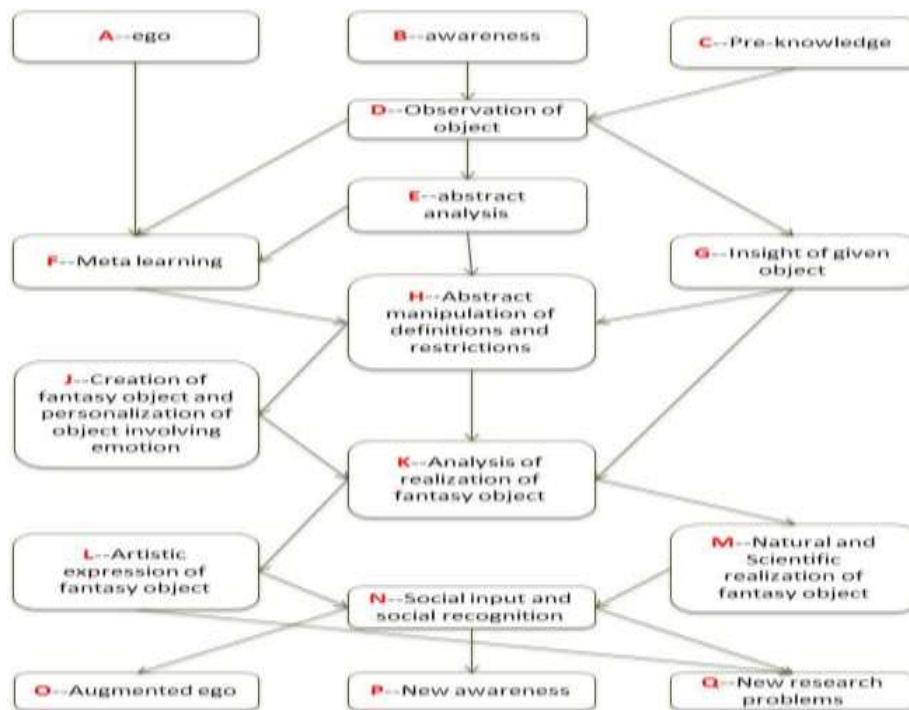 A--ego
B--awareness
C--Pre-knowledge
D--Observation of
object
E--abstract
analysis
F--Meta learning
G--Insight of given
object
H--Abstract
manipulation of
definitions and
restrictions
J--Creation of
fantasy object and
personalization of
object involving
emotion
K--Analysis of
realization of
fantasy object
L--Artistic
expression of
fantasy object
M--Natural and
Scientific
realization of
fantasy object
N--Social input and
social recognition
O--Augmented ego
P--New awareness
Q--New research
problems